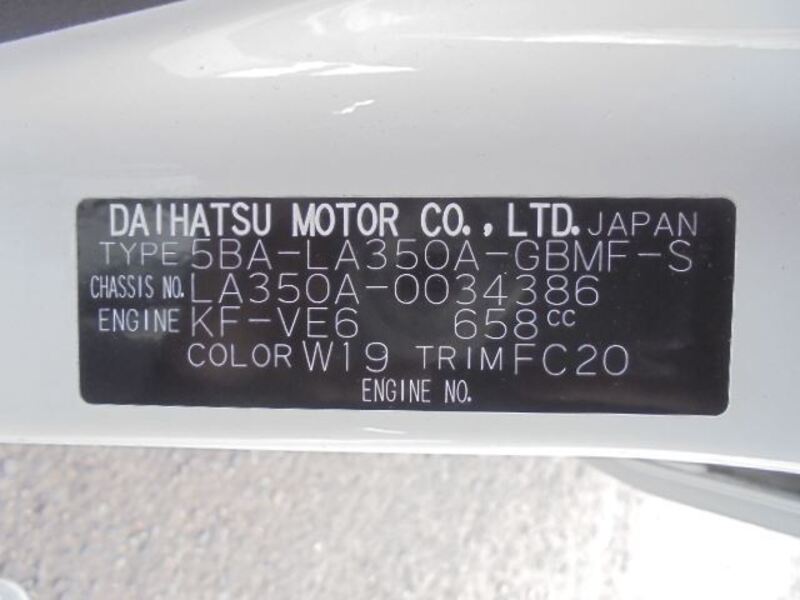 DAIHATSU MOTOR CO., LTD. JAPAN
TYPE 5BA-LA350A-GBMF-S
CHASSIS NO. LA350A-0034386
ENGINE KF-VE6 658cc
COLOR W19 TRIM FC20
ENGINE NO.